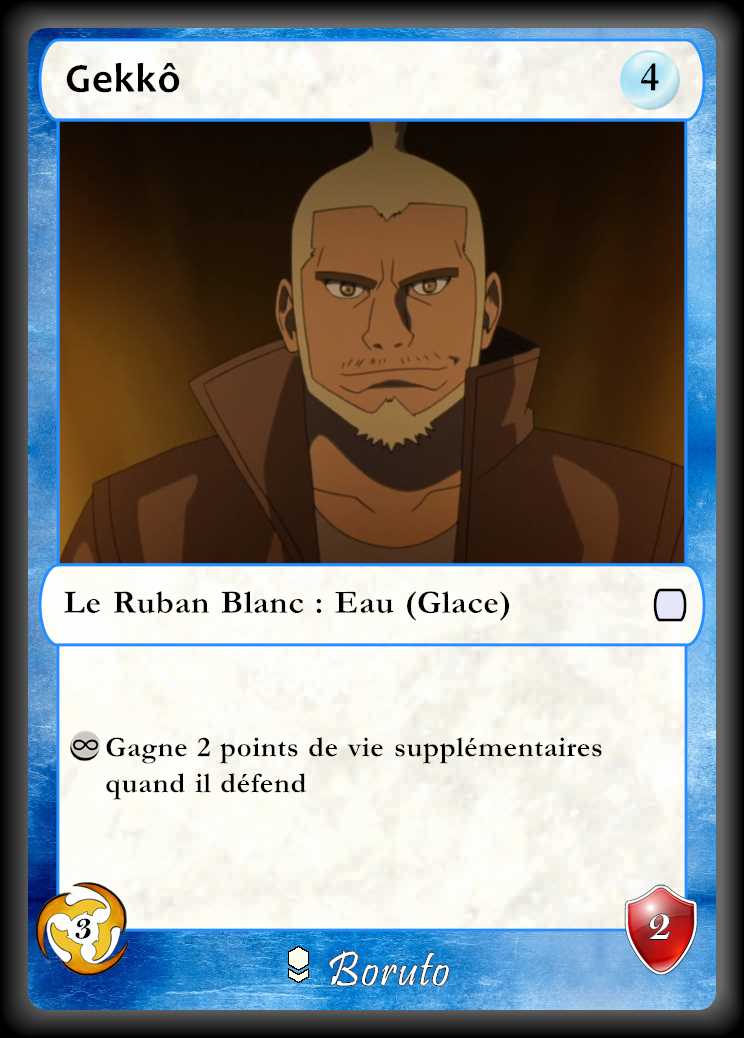 Gekkô
4
Le Ruban Blanc : Eau (Glace)
∞ Gagne 2 points de vie supplémentaires
quand il défend
3
2
Boruto